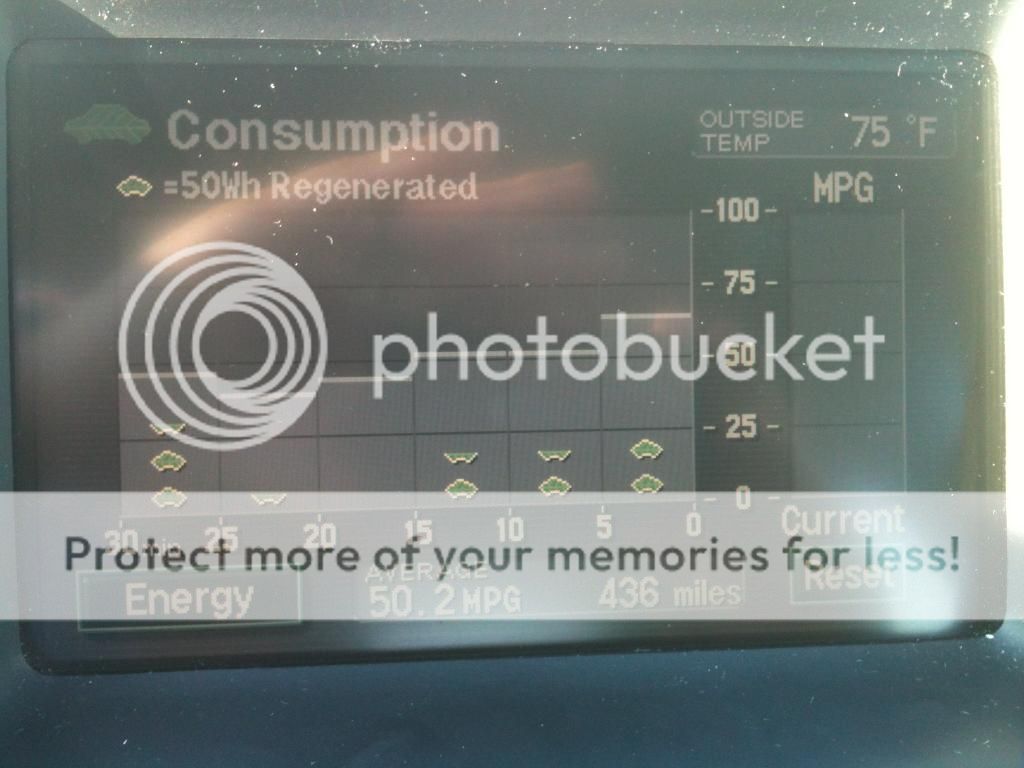 Consumption
OUTSIDE
TEMP
75 °F
=50Wh Regenerated
MPG
100
75
photobucket
50
25
0
30 min 25 20 15 10 5 0
Current
Protect more of your memories for less!
Energy
AVERAGE
50.2 MPG
436 miles
Reset